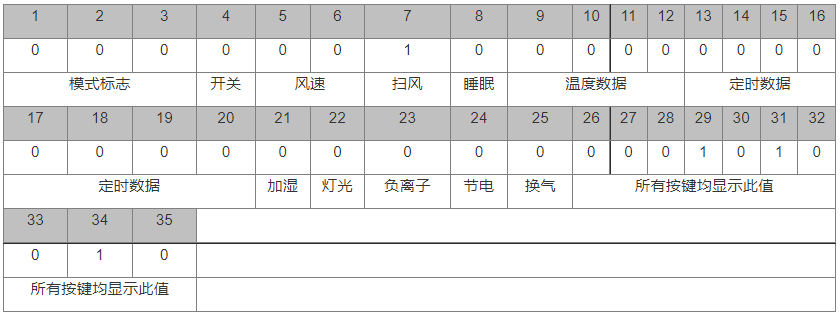 1 2 3 4 5 6 7 8 9 10 11 12 13 14 15 16
0 0 0 0 0 0 1 0 0 0 0 0 0 0 0 0
模式标志 开关 风速 扫风 睡眠 温度数据 定时数据
17 18 19 20 21 22 23 24 25 26 27 28 29 30 31 32
0 0 0 0 0 0 0 0 0 0 0 0 1 0 1 0
定时数据 加湿 灯光 负离子 节电 换气 所有按键均显示此值
33 34 35
0 1 0
所有按键均显示此值